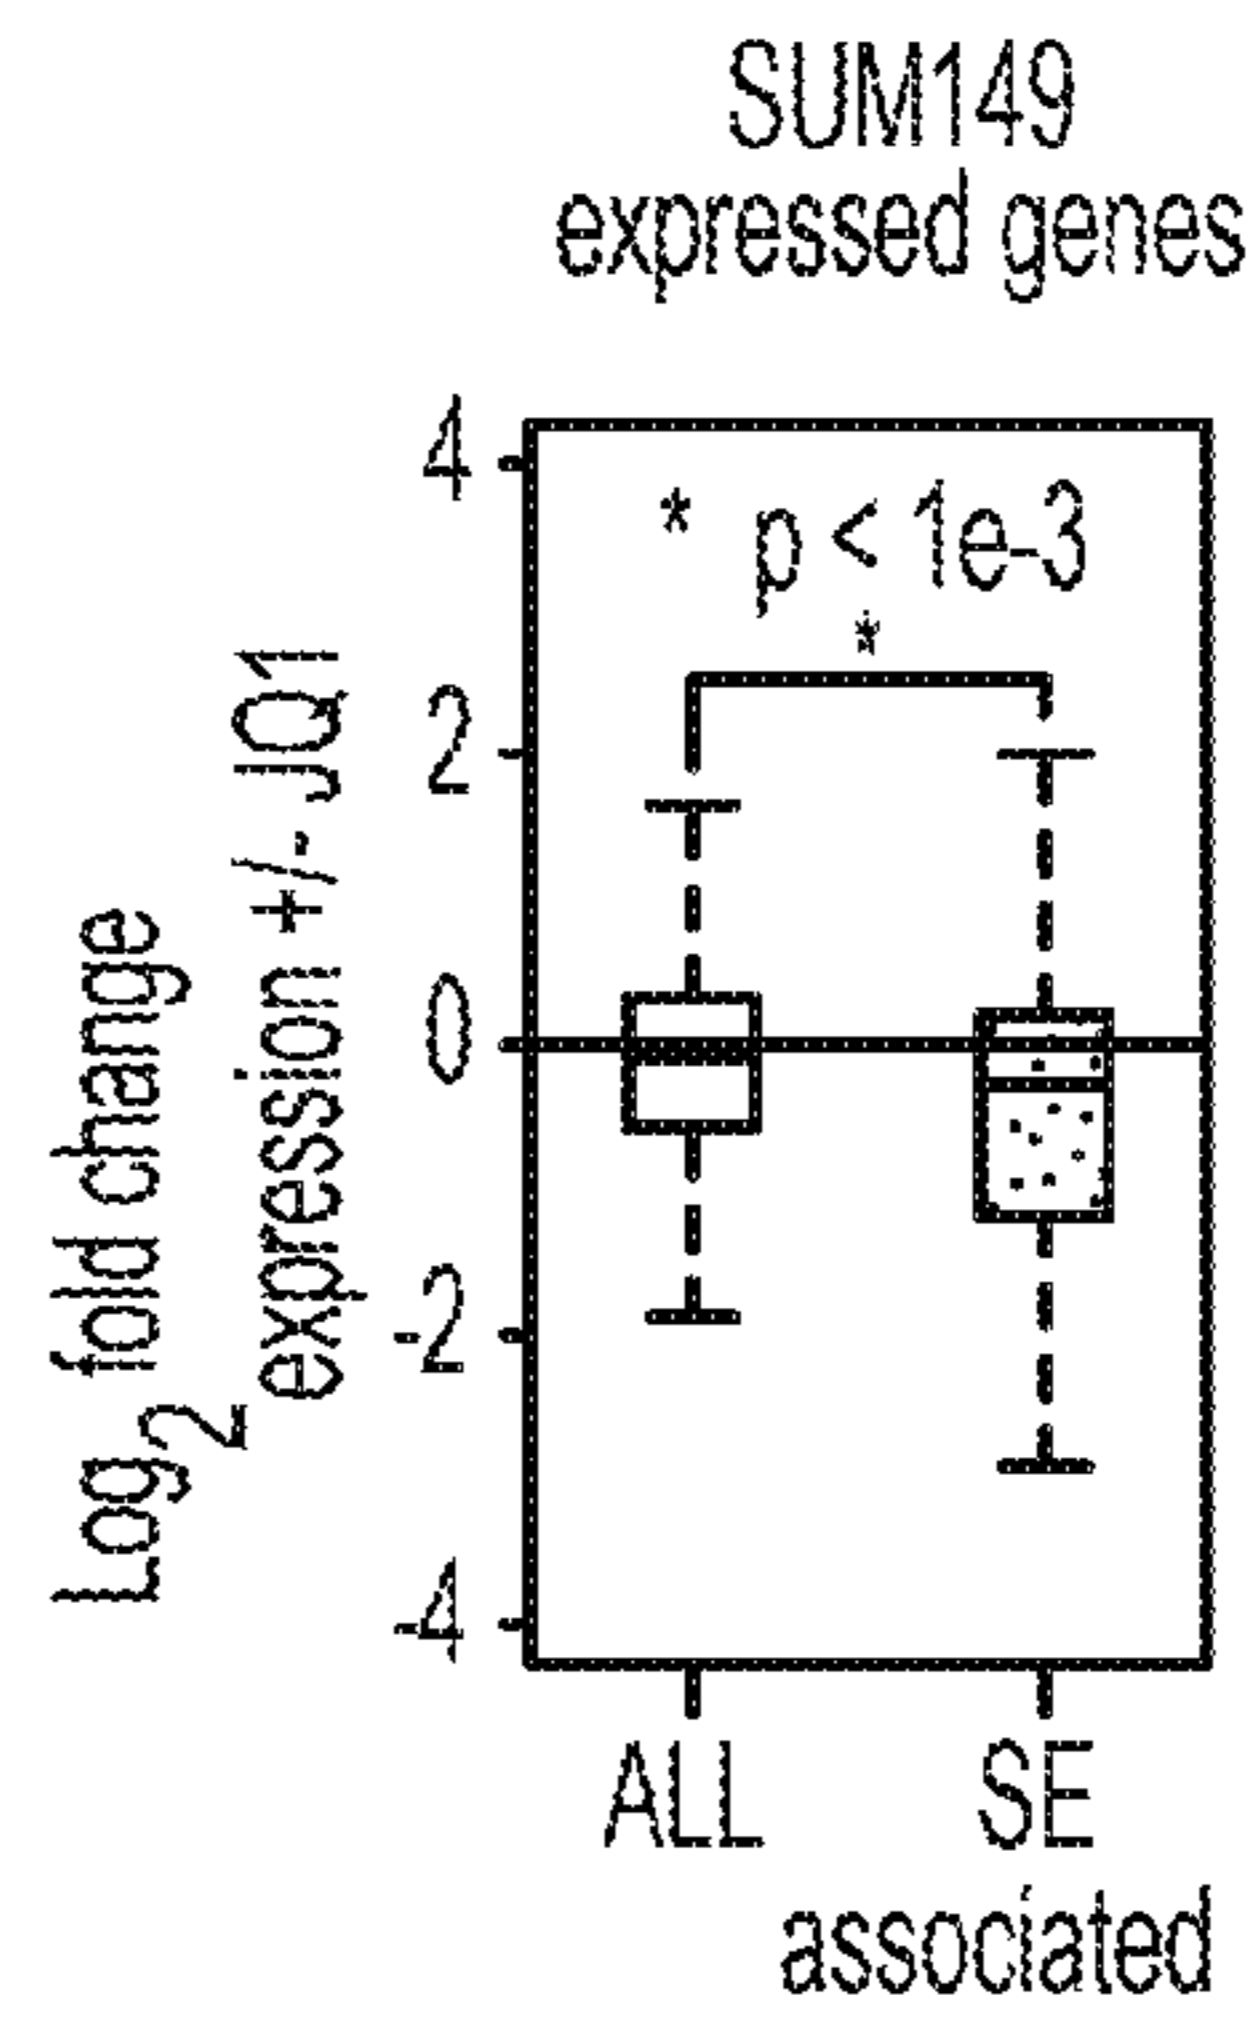 SUM149
expressed genes
Log2 fold change
expression +/- JQ1
4
2
0
-2
-4
* p < 1e-3
*
ALL
SE
associated